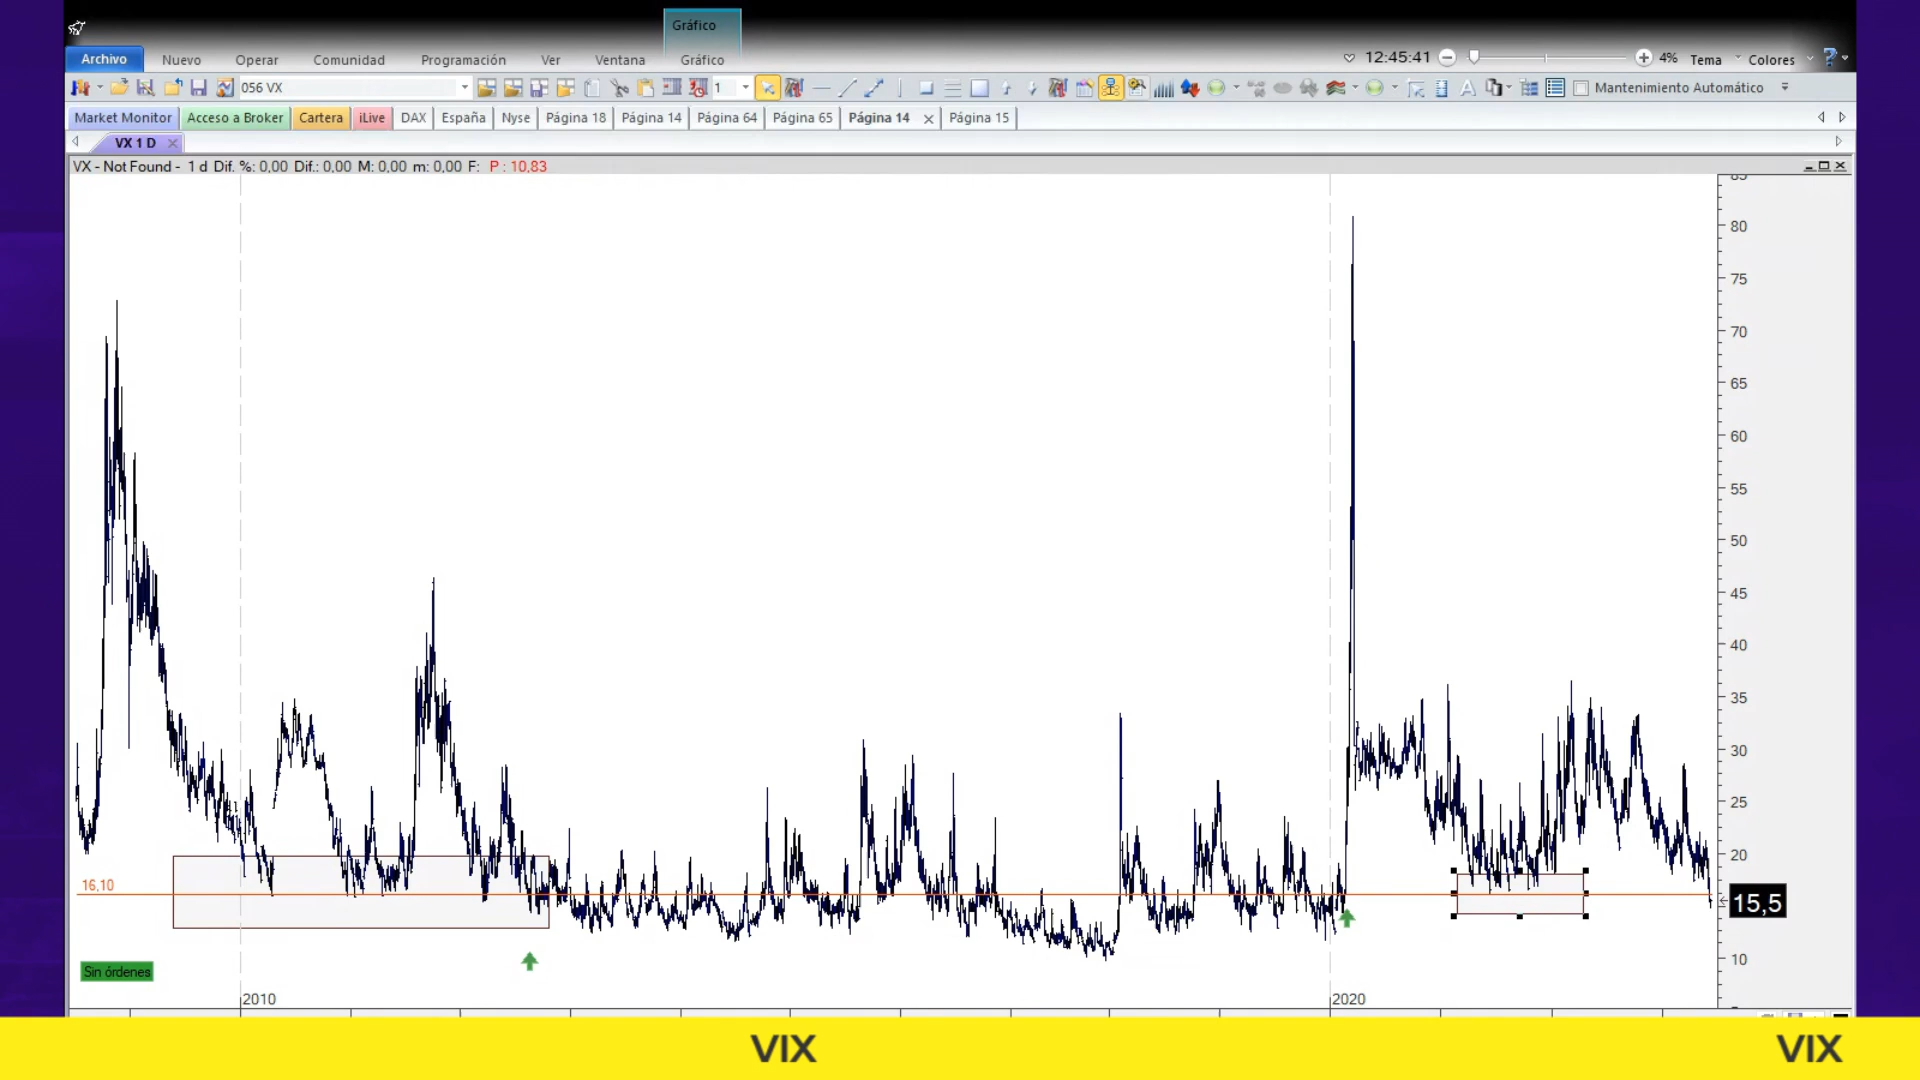 Gráfico
Archivo Nuevo Operar Comunidad Programación Ver Ventana Gráfico 12:45:41 4% Tema Colores
056 VX 1 Mantenimiento Automático
Market Monitor Acceso a Broker Cartera iLive DAX España Nyse Página 18 Página 14 Página 64 Página 65 Página 14 Página 15
VX 1 D
VX - Not Found - 1 d Dif. %: 0,00 Dif.: 0,00 M: 0,00 m: 0,00 F: P : 10,83
85
80
75
70
65
60
55
50
45
40
35
30
25
20
16,10
15,5
10
Sin órdenes
2010 2020
VIX VIX